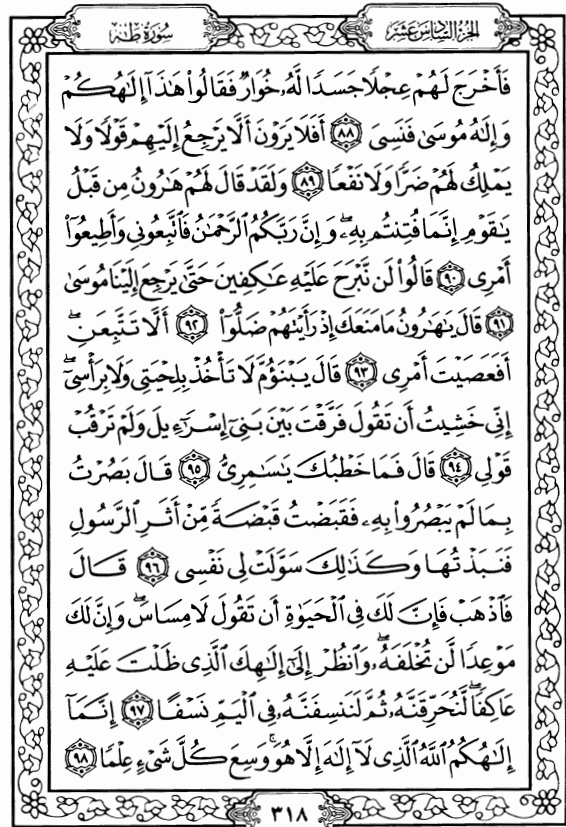 الجزء السادس عشر
سورة طه
فَأَخْرَجَ لَهُمْ عِجْلًا جَسَدًا لَّهُۥ خُوَارٌ فَقَالُوا۟ هَٰذَآ إِلَٰهُكُمْ
وَإِلَٰهُ مُوسَىٰ فَنَسِىَ ٨٨ أَفَلَا يَرَوْنَ أَلَّا يَرْجِعُ إِلَيْهِمْ قَوْلًا وَلَا
يَمْلِكُ لَهُمْ ضَرًّا وَلَا نَفْعًا ٨٩ وَلَقَدْ قَالَ لَهُمْ هَٰرُونُ مِن قَبْلُ
يَٰقَوْمِ إِنَّمَا فُتِنتُم بِهِۦ ۖ وَإِنَّ رَبَّكُمُ ٱلرَّحْمَٰنُ فَٱتَّبِعُونِى وَأَطِيعُوٓا۟
أَمْرِى ٩٠ قَالُوا۟ لَن نَّبْرَحَ عَلَيْهِ عَٰكِفِينَ حَتَّىٰ يَرْجِعَ إِلَيْنَا مُوسَىٰ
٩١ قَالَ يَٰهَٰرُونُ مَا مَنَعَكَ إِذْ رَأَيْتَهُمْ ضَلُّوٓا۟ ٩٢ أَلَّا تَتَّبِعَنِ ۖ
أَفَعَصَيْتَ أَمْرِى ٩٣ قَالَ يَبْنَؤُمَّ لَا تَأْخُذْ بِلِحْيَتِى وَلَا بِرَأْسِىٓ ۖ
إِنِّى خَشِيتُ أَن تَقُولَ فَرَّقْتَ بَيْنَ بَنِىٓ إِسْرَٰٓءِيلَ وَلَمْ تَرْقُبْ
قَوْلِى ٩٤ قَالَ فَمَا خَطْبُكَ يَٰسَٰمِرِىُّ ٩٥ قَالَ بَصُرْتُ
بِمَا لَمْ يَبْصُرُوا۟ بِهِۦ فَقَبَضْتُ قَبْضَةً مِّنْ أَثَرِ ٱلرَّسُولِ
فَنَبَذْتُهَا وَكَذَٰلِكَ سَوَّلَتْ لِى نَفْسِى ٩٦ قَالَ
فَٱذْهَبْ فَإِنَّ لَكَ فِى ٱلْحَيَوٰةِ أَن تَقُولَ لَا مِسَاسَ ۖ وَإِنَّ لَكَ
مَوْعِدًا لَّن تُخْلَفَهُۥ ۖ وَٱنظُرْ إِلَىٰٓ إِلَٰهِكَ ٱلَّذِى ظَلْتَ عَلَيْهِ
عَاكِفًا ۖ لَّنُحَرِّقَنَّهُۥ ثُمَّ لَنَنسِفَنَّهُۥ فِى ٱلْيَمِّ نَسْفًا ٩٧ إِنَّمَآ
إِلَٰهُكُمُ ٱللَّهُ ٱلَّذِى لَآ إِلَٰهَ إِلَّا هُوَ ۚ وَسِعَ كُلَّ شَىْءٍ عِلْمًا ٩٨
٣١٨